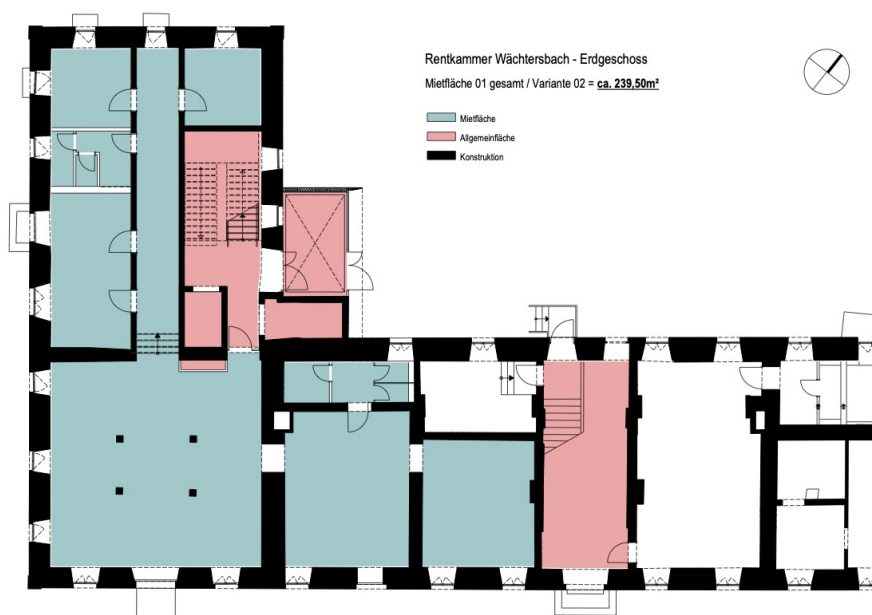 Rentkammer Wächtersbach - Erdgeschoss
Mietfläche 01 gesamt / Variante 02 = ca. 239,50m²
Mietfläche
Allgemeinfläche
Konstruktion